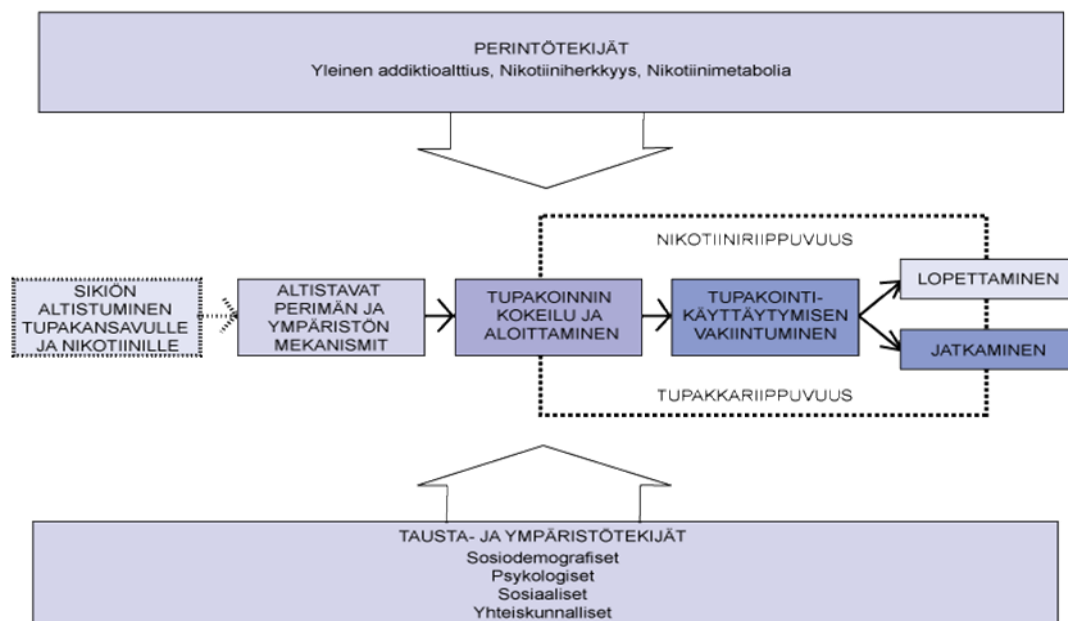 PERINTÖTEKIJÄT
Yleinen addiktioalttius, Nikotiiniherkkyys, Nikotiinimetabolia
NIKOTIINIRIIPPUVUUS
SIKIÖN
ALTISTUMINEN
TUPAKANSAVULLE
JA NIKOTIINILLE
ALTISTAVAT
PERIMÄN JA
YMPÄRISTÖN
MEKANISMIT
TUPAKOINNIN
KOKEILU JA
ALOITTAMINEN
TUPAKOINTI-
KÄYTTÄYTYMISEN
VAKIINTUMINEN
LOPETTAMINEN
JATKAMINEN
TUPAKKARIIPPUVUUS
TAUSTA- JA YMPÄRISTÖTEKIJÄT
Sosiodemografiset
Psykologiset
Sosiaaliset
Yhteiskunnalliset